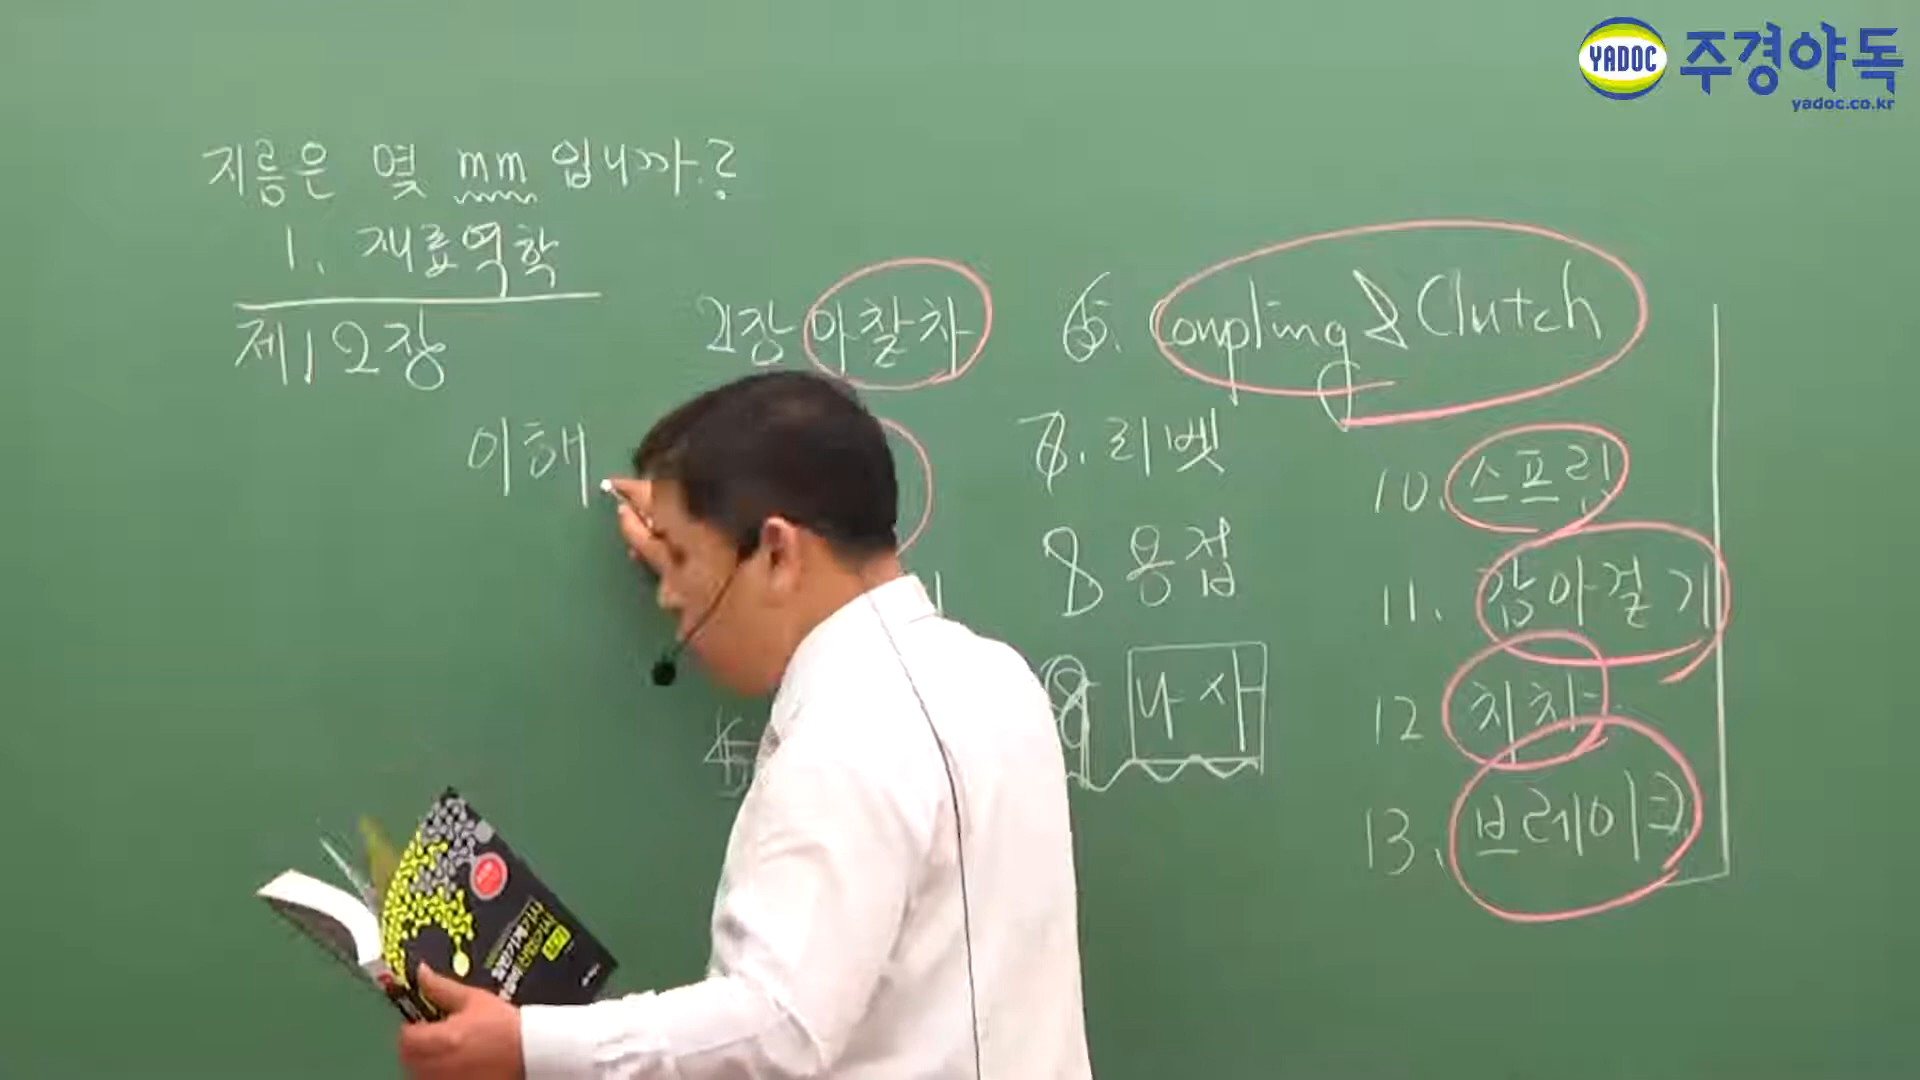 YADOC 주경야독
yadoc.co.kr
지름은 몇 mm 입니까?
1. 재료역학
제12장
이해
2장 마찰차
6. Coupling & Clutch
7. 리벳
8 용접
9 나사
10. 스프링
11. 감아걸기
12 치차
13. 브레이크